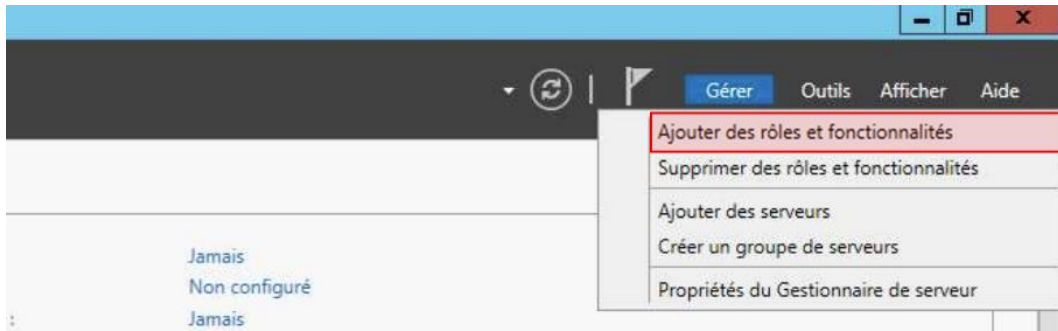 Gérer Outils Afficher Aide
Ajouter des rôles et fonctionnalités
Supprimer des rôles et fonctionnalités
Ajouter des serveurs
Créer un groupe de serveurs
Propriétés du Gestionnaire de serveur
Jamais
Non configuré
: Jamais